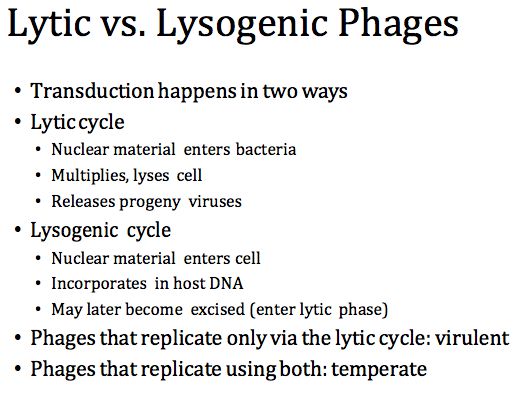 Lytic vs. Lysogenic Phages
• Transduction happens in two ways
• Lytic cycle
• Nuclear material enters bacteria
• Multiplies, lyses cell
• Releases progeny viruses
• Lysogenic cycle
• Nuclear material enters cell
• Incorporates in host DNA
• May later become excised (enter lytic phase)
• Phages that replicate only via the lytic cycle: virulent
• Phages that replicate using both: temperate